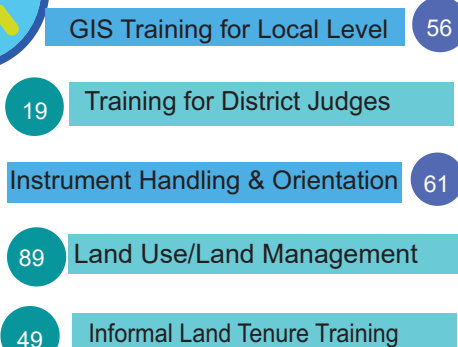 GIS Training for Local Level 56
19 Training for District Judges
Instrument Handling & Orientation 61
89 Land Use/Land Management
49 Informal Land Tenure Training